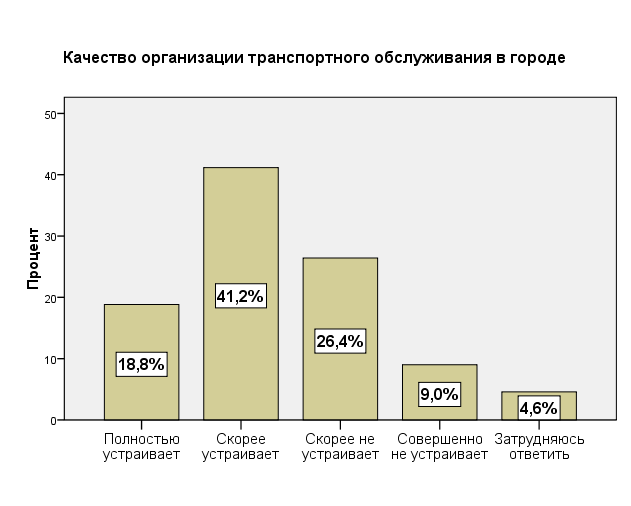 Качество организации транспортного обслуживания в городе
Процент
50
40
30
20
10
0
18,8%
41,2%
26,4%
9,0%
4,6%
Полностью
устраивает
Скорее
устраивает
Скорее не
устраивает
Совершенно
не устраивает
Затрудняюсь
ответить